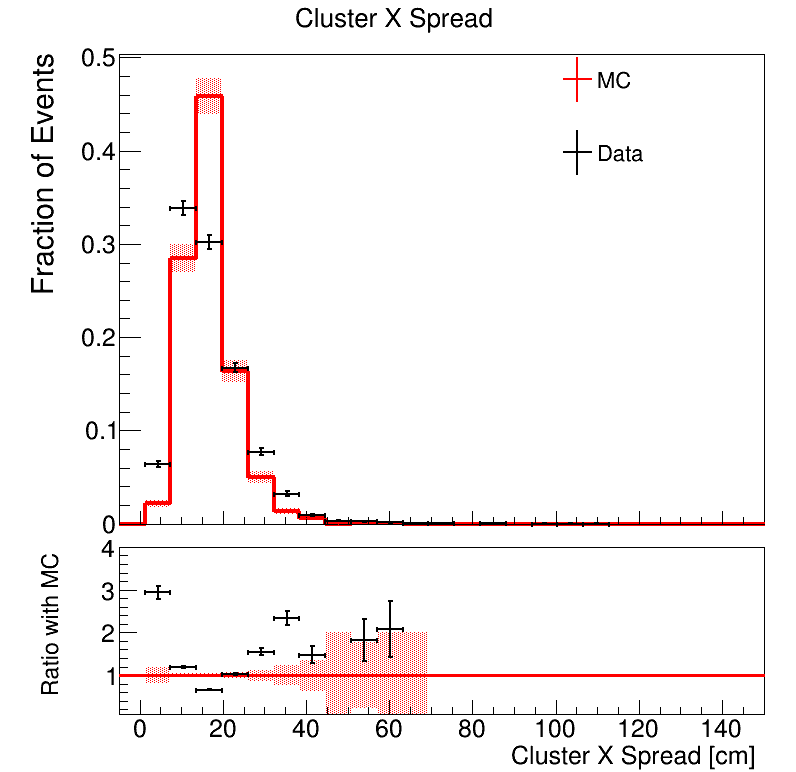 Cluster X Spread
Fraction of Events
0.5
0.4
0.3
0.2
0.1
0
MC
Data
Ratio with MC
4
3
2
1
0 20 40 60 80 100 120 140
Cluster X Spread [cm]